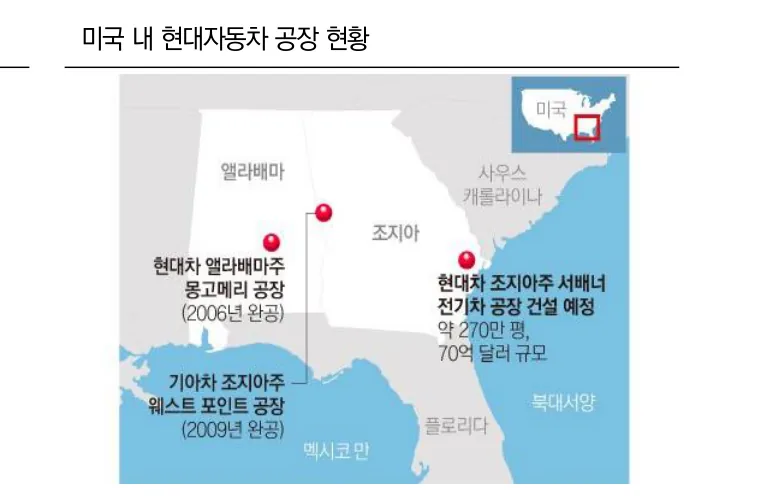 미국 내 현대자동차 공장 현황
미국
앨라배마
사우스
캐롤라이나
조지아
현대차 앨라배마주
몽고메리 공장
(2006년 완공)
현대차 조지아주 서배너
전기차 공장 건설 예정
약 270만 평,
70억 달러 규모
기아차 조지아주
웨스트 포인트 공장
(2009년 완공)
플로리다
북대서양
멕시코 만